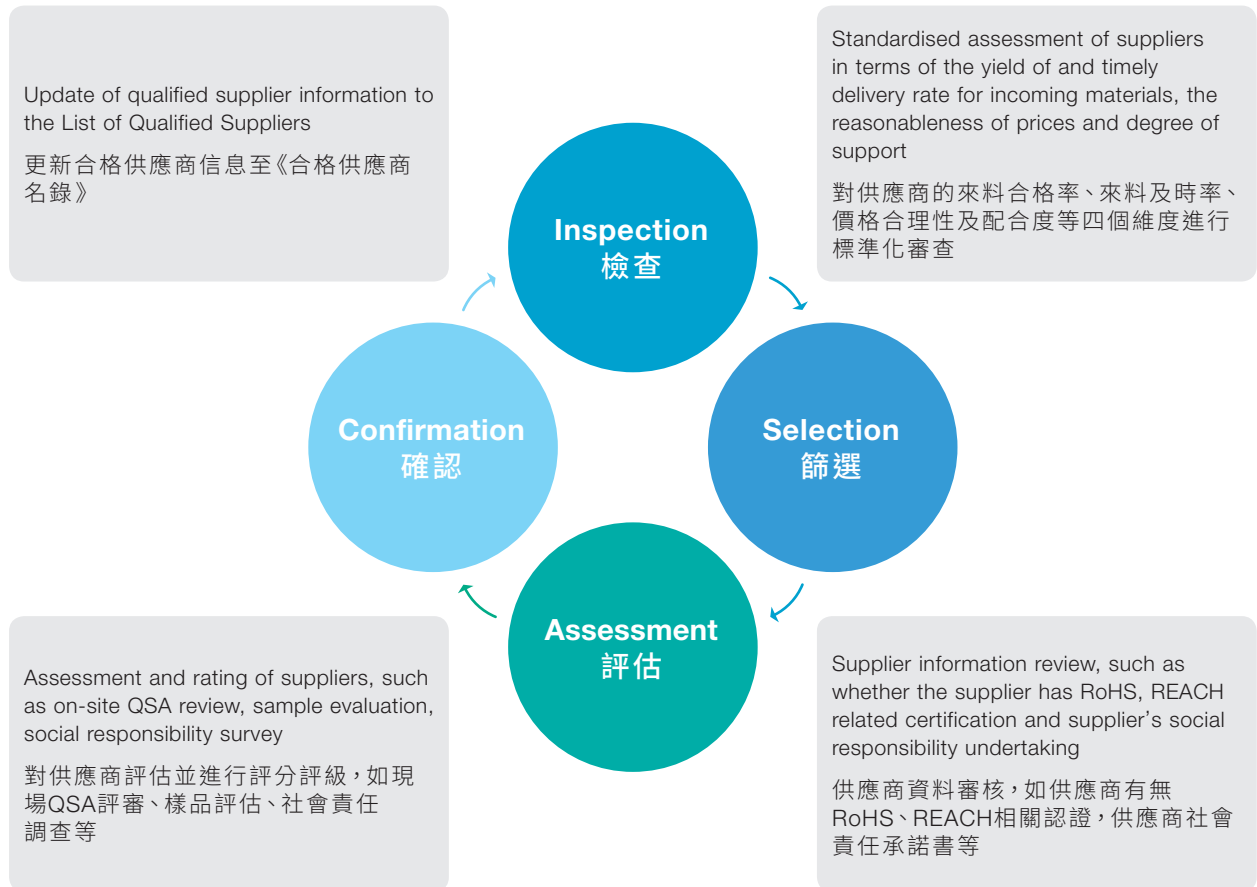 Update of qualified supplier information to
the List of Qualified Suppliers
更新合格供應商信息至《合格供應商
名錄》
Standardised assessment of suppliers
in terms of the yield of and timely
delivery rate for incoming materials, the
reasonableness of prices and degree of
support
對供應商的來料合格率、來料及時率、
價格合理性及配合度等四個維度進行
標準化審查
Inspection
檢查
Confirmation
確認
Selection
篩選
Assessment
評估
Assessment and rating of suppliers, such
as on-site QSA review, sample evaluation,
social responsibility survey
對供應商評估並進行評分評級，如現
場QSA評審、樣品評估、社會責任
調查等
Supplier information review, such as
whether the supplier has RoHS, REACH
related certification and supplier's social
responsibility undertaking
供應商資料審核，如供應商有無
RoHS、REACH相關認證，供應商社會
責任承諾書等